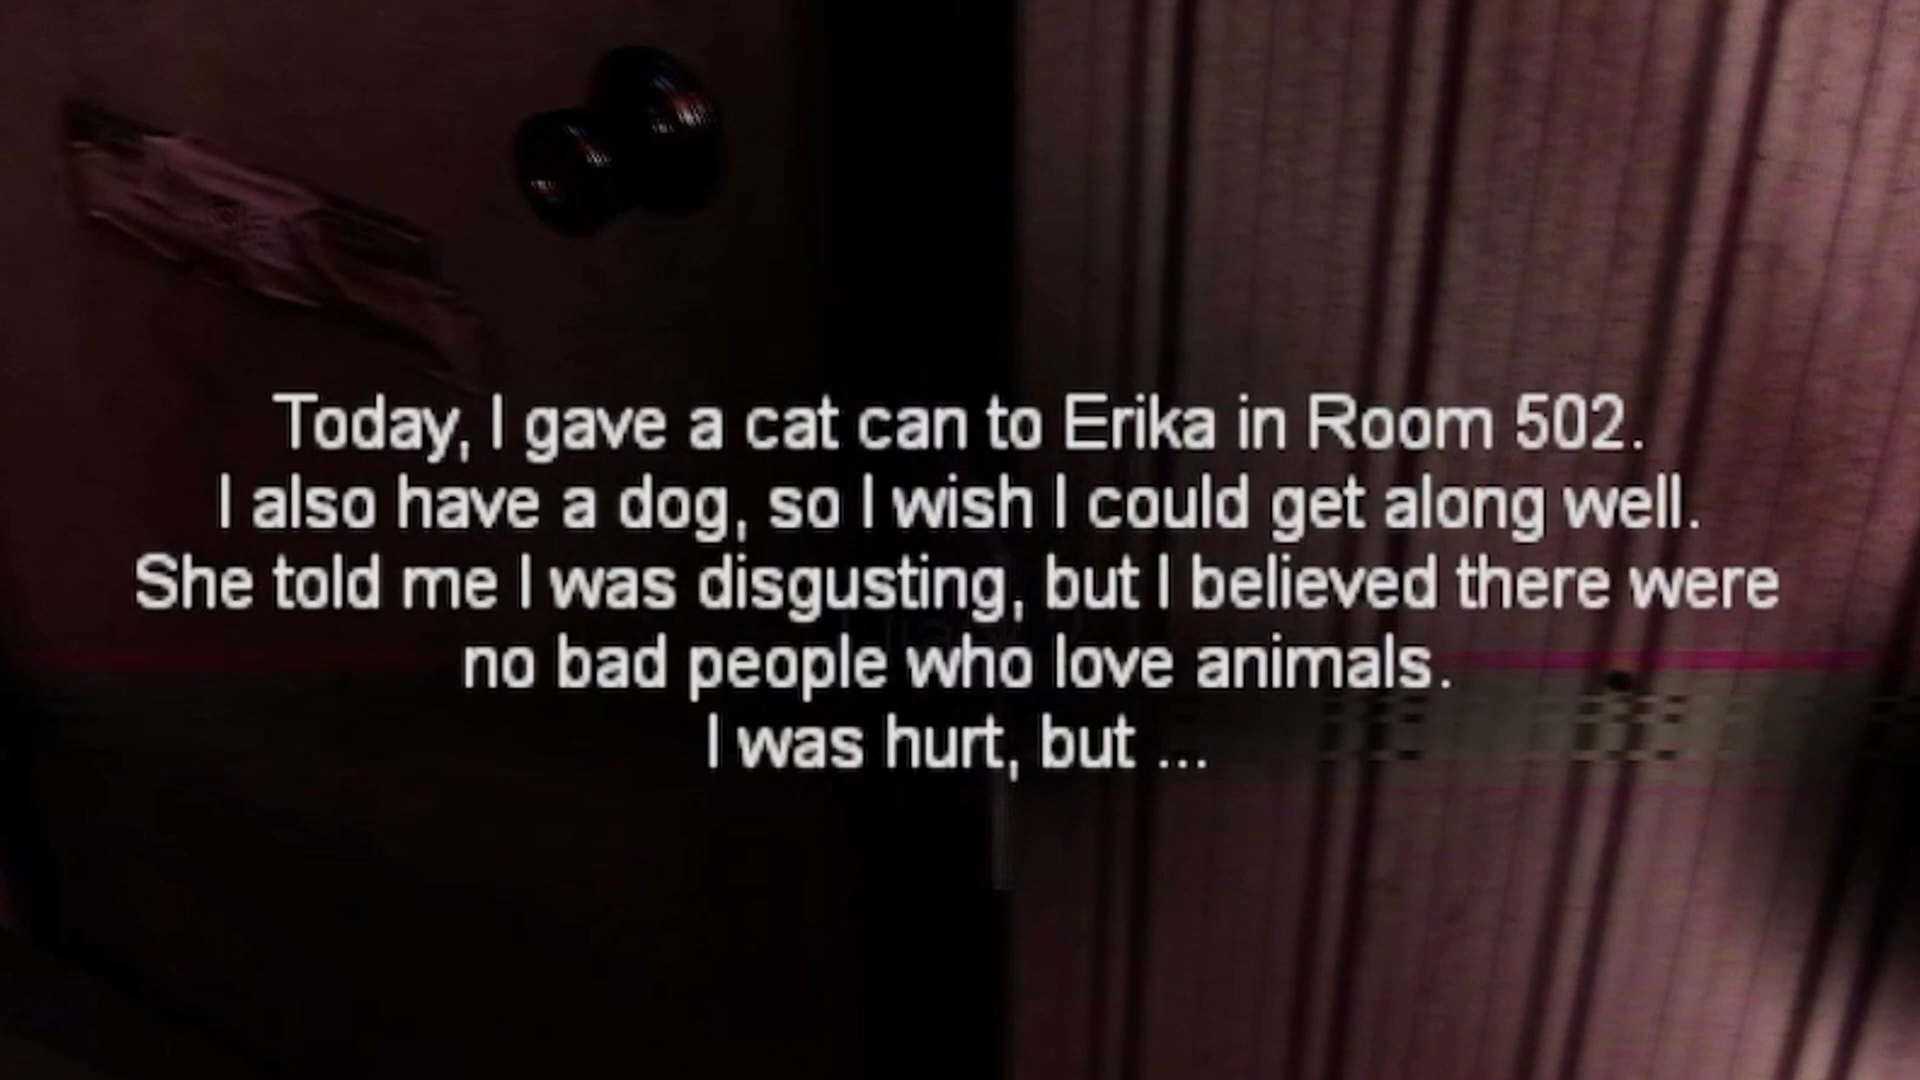 Today, I gave a cat can to Erika in Room 502.
I also have a dog, so I wish I could get along well.
She told me I was disgusting, but I believed there were
no bad people who love animals.
I was hurt, but ...